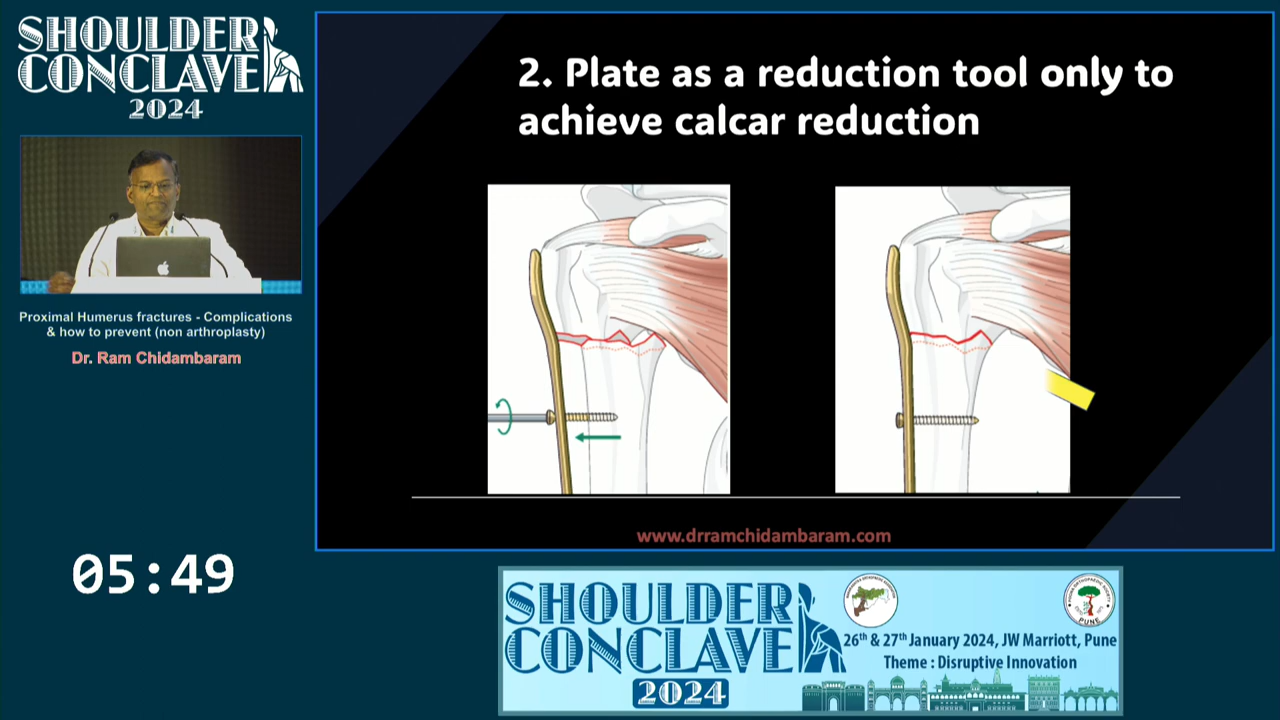 SHOULDER
CONCLAVE
2024
Proximal Humerus fractures - Complications
& how to prevent (non arthroplasty)
Dr. Ram Chidambaram
05:49
2. Plate as a reduction tool only to
achieve calcar reduction
www.drramchidambaram.com
SHOULDER
CONCLAVE
2024
26th & 27th January 2024, JW Marriott, Pune
Theme : Disruptive Innovation
PUNE